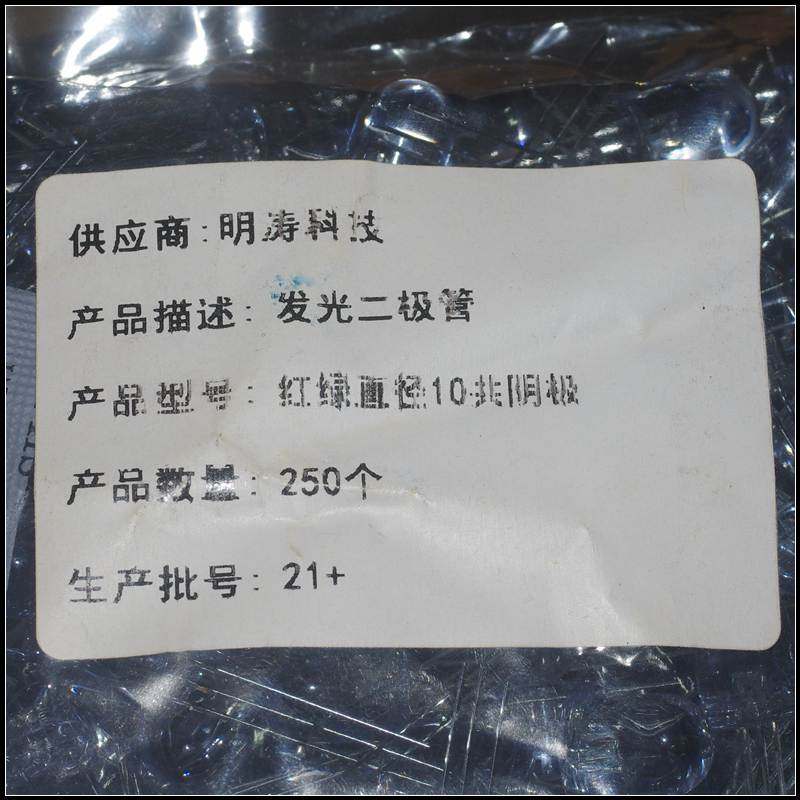 供应商:明涛科技
产品描述: 发光二极管
产品型号: 红绿直径10共阴极
产品数量: 250个
生产批号: 21+